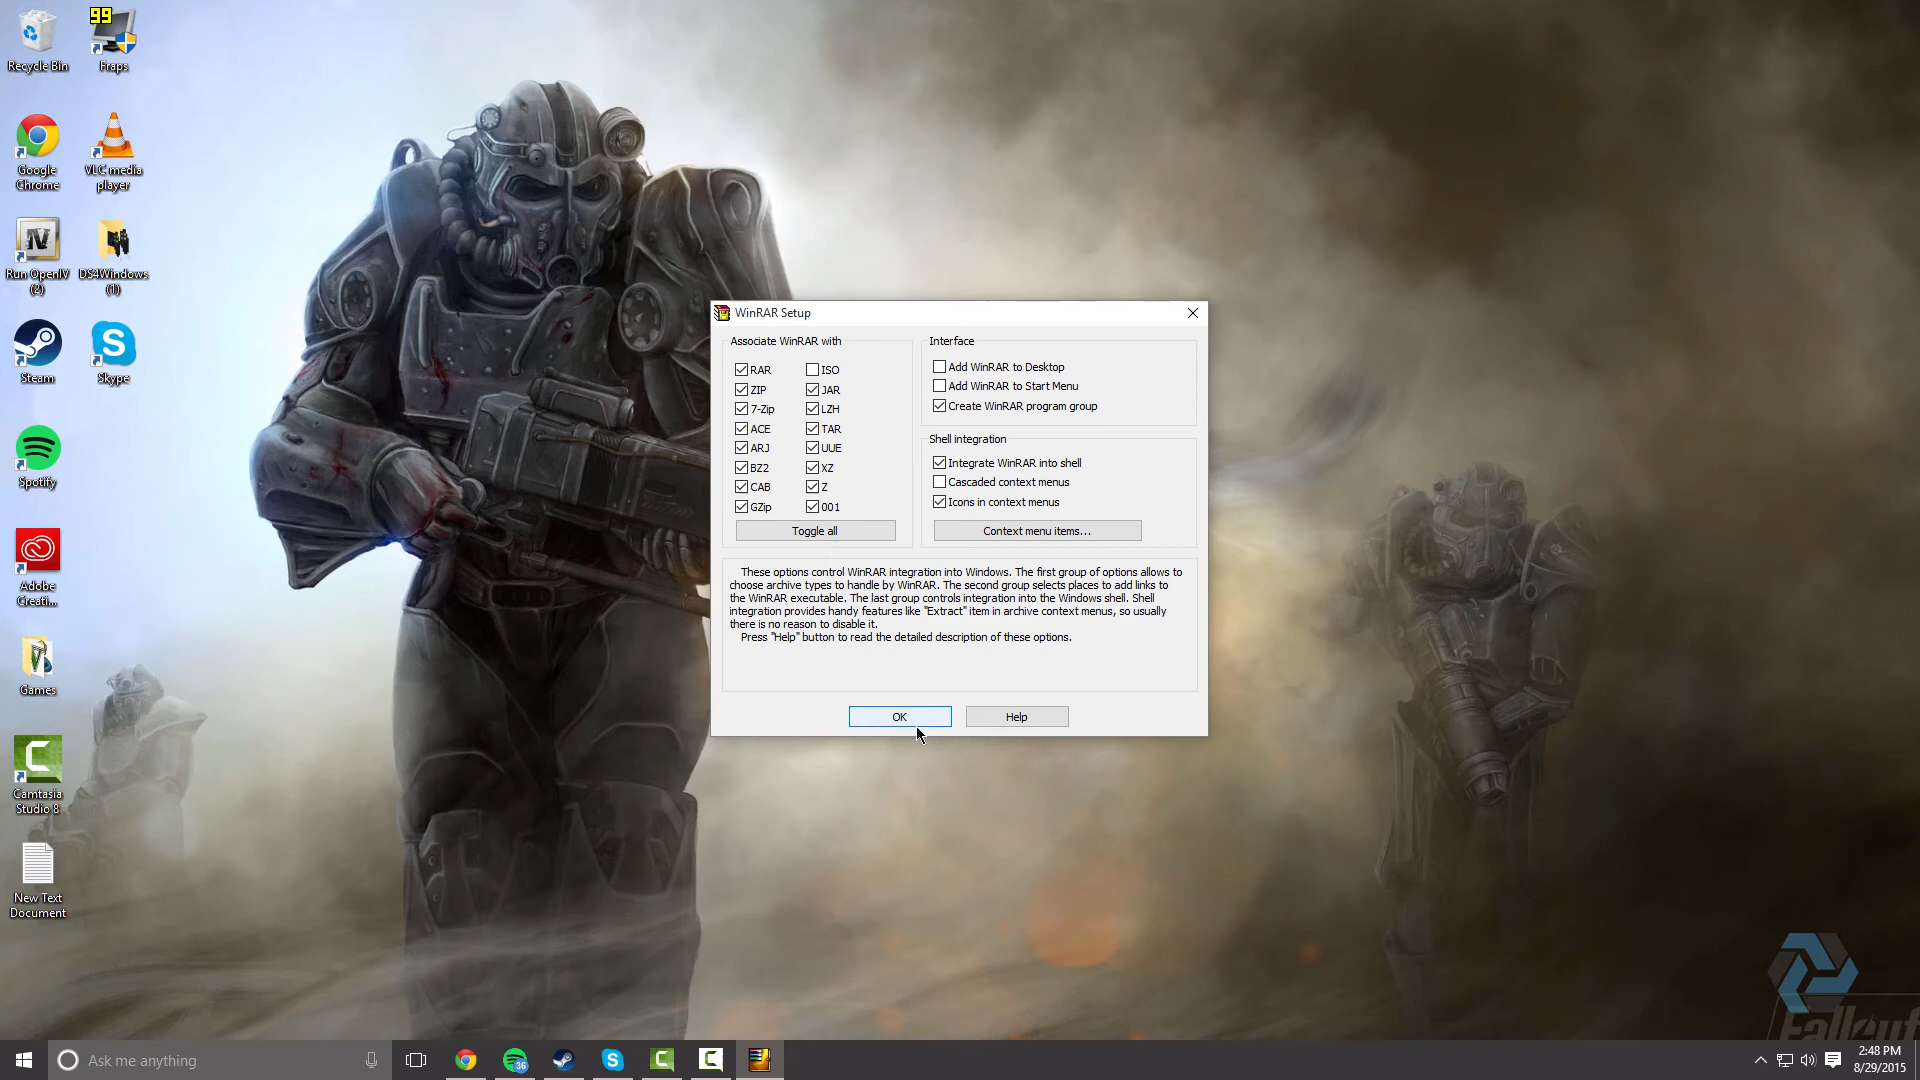 Recycle Bin
99
Fraps
Google
Chrome
VLC media
player
Run OpenIV
(2)
DS4Windows
(1)
Steam
Skype
Spotify
Adobe
Creati...
Games
Camtasia
Studio 8
New Text
Document
WinRAR Setup
Associate WinRAR with
RAR
ISO
ZIP
JAR
7-Zip
LZH
ACE
TAR
ARJ
UUE
BZ2
XZ
CAB
Z
GZip
001
Toggle all
Interface
Add WinRAR to Desktop
Add WinRAR to Start Menu
Create WinRAR program group
Shell integration
Integrate WinRAR into shell
Cascaded context menus
Icons in context menus
Context menu items...
These options control WinRAR integration into Windows. The first group of options allows to
choose archive types to handle by WinRAR. The second group selects places to add links to
the WinRAR executable. The last group controls integration into the Windows shell. Shell
integration provides handy features like "Extract" item in archive context menus, so usually
there is no reason to disable it.
Press "Help" button to read the detailed description of these options.
OK
Help
Fallout
Ask me anything
36
2:48 PM
8/29/2015